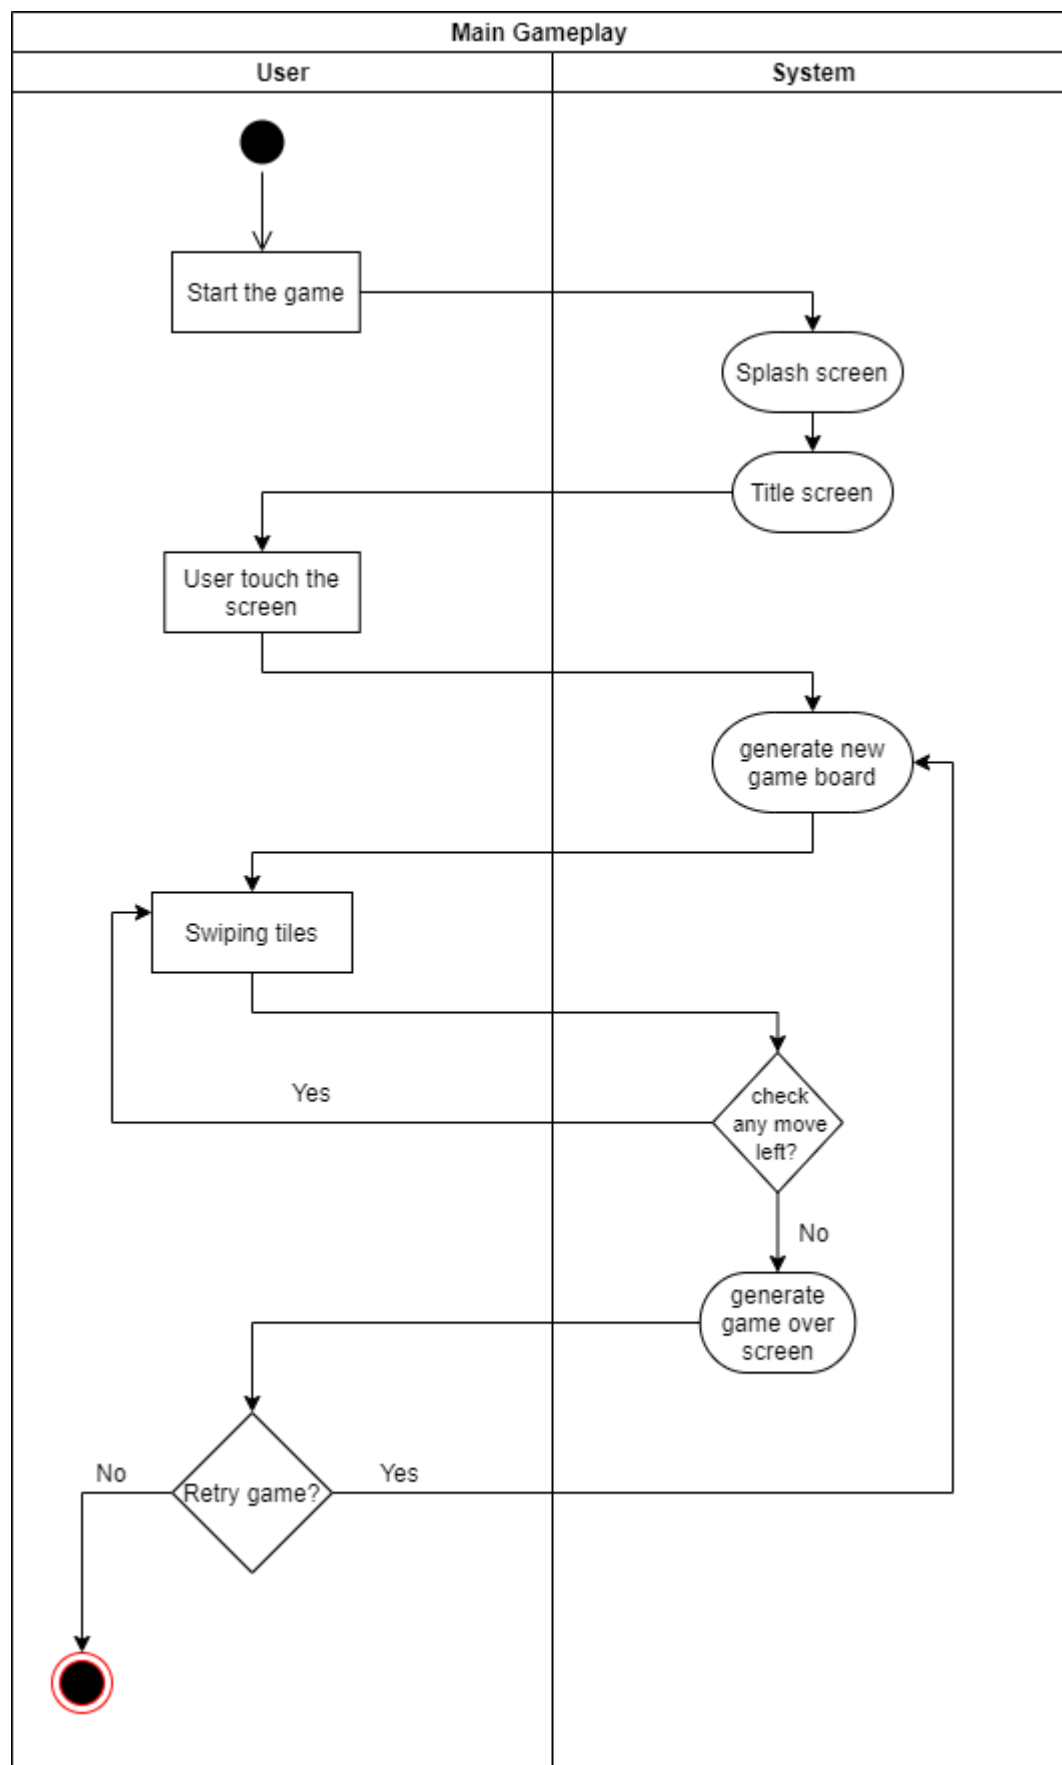 Main Gameplay
User
System
Start the game
Splash screen
Title screen
User touch the
screen
generate new
game board
Swiping tiles
Yes
check
any move
left?
No
generate
game over
screen
No
Retry game?
Yes